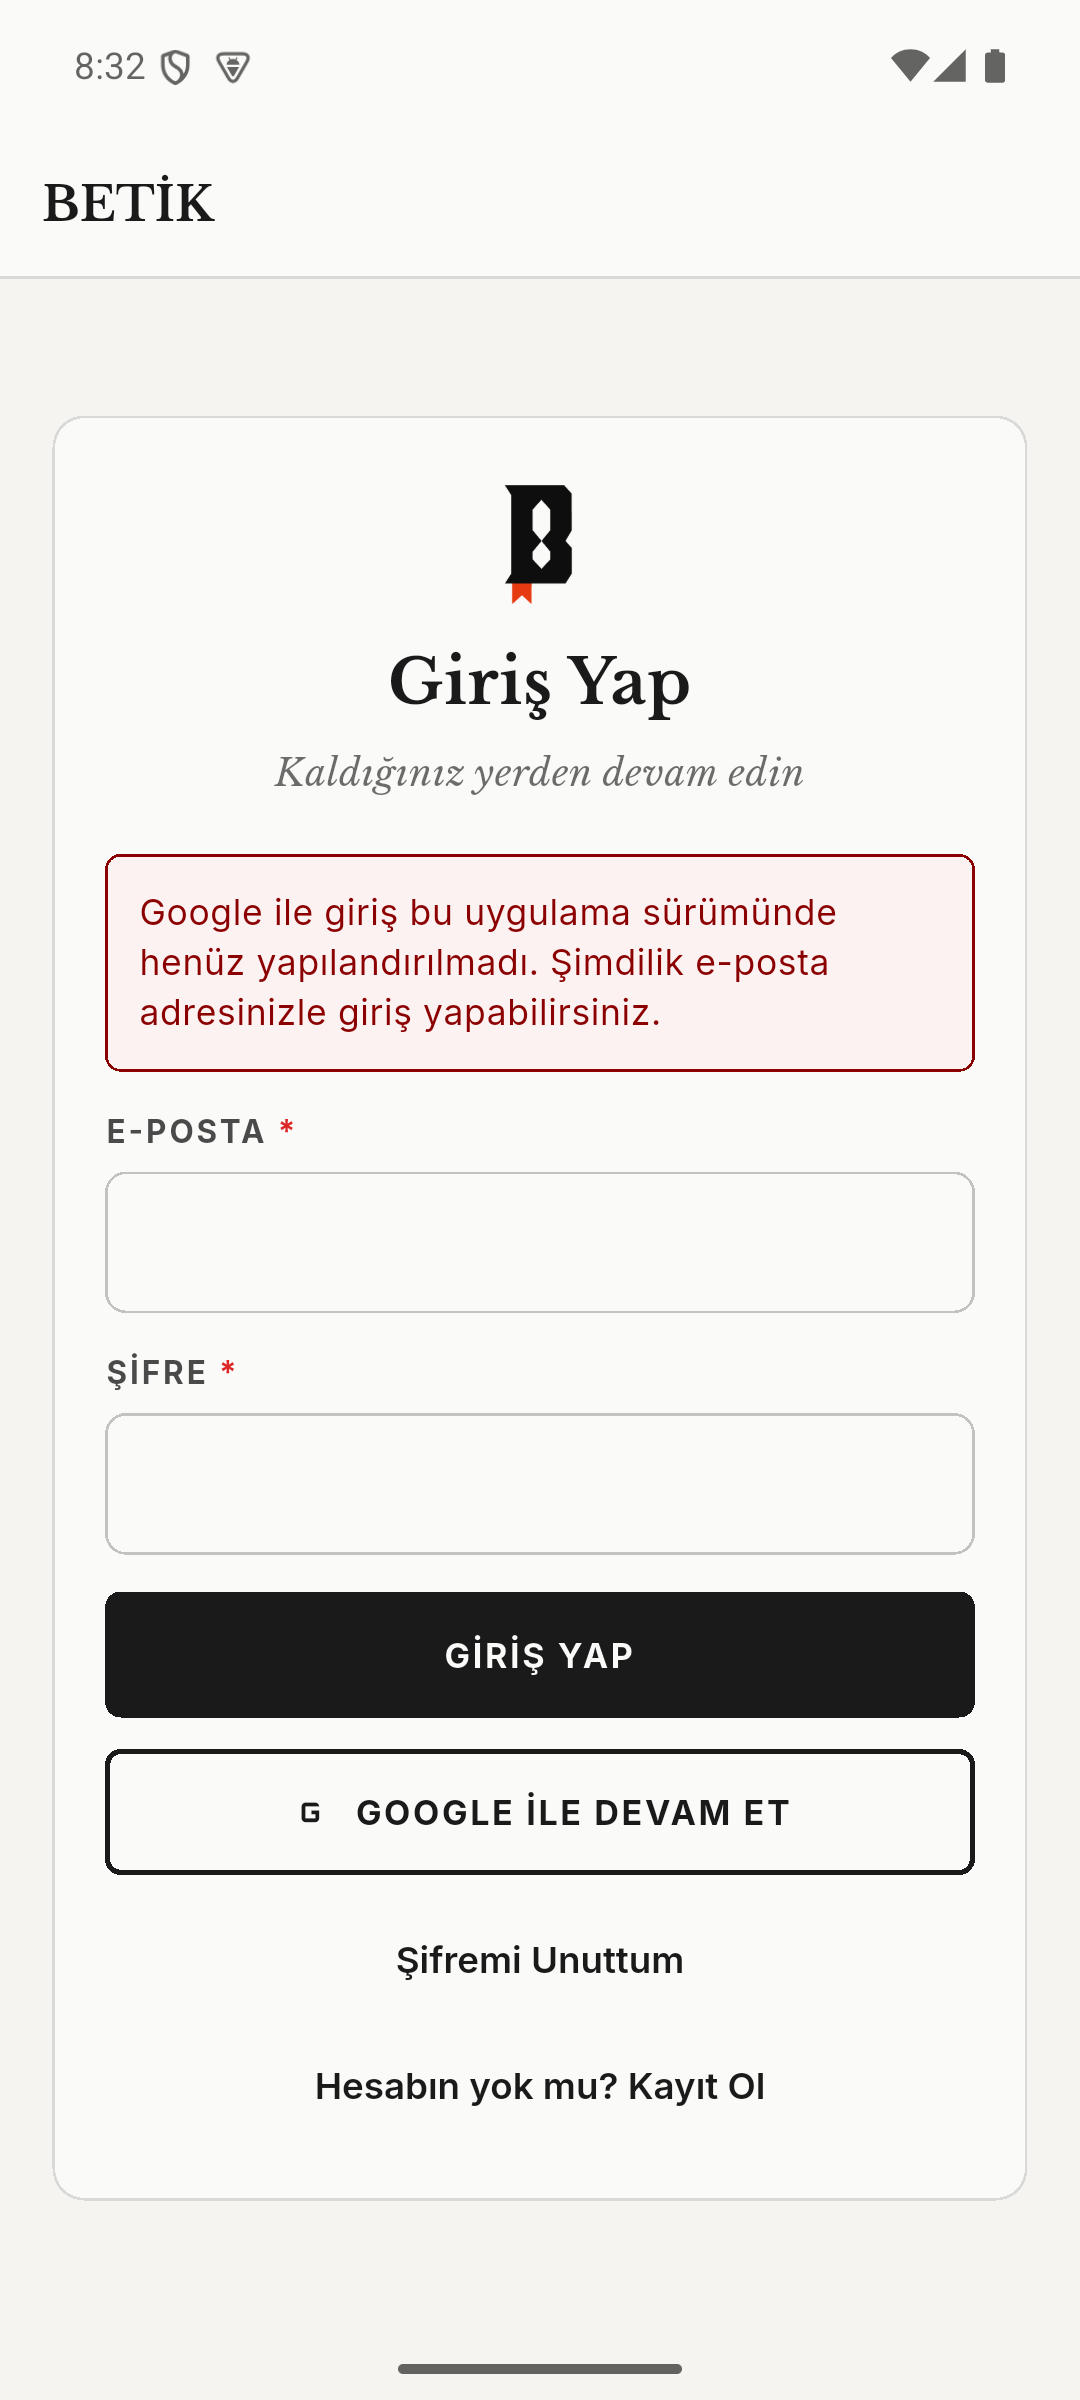 8:32
BETİK
B
Giriş Yap
Kaldığınız yerden devam edin
Google ile giriş bu uygulama sürümünde
henüz yapılandırılmadı. Şimdilik e-posta
adresinizle giriş yapabilirsiniz.
E-POSTA *
ŞİFRE *
GİRİŞ YAP
G GOOGLE İLE DEVAM ET
Şifremi Unuttum
Hesabın yok mu? Kayıt Ol